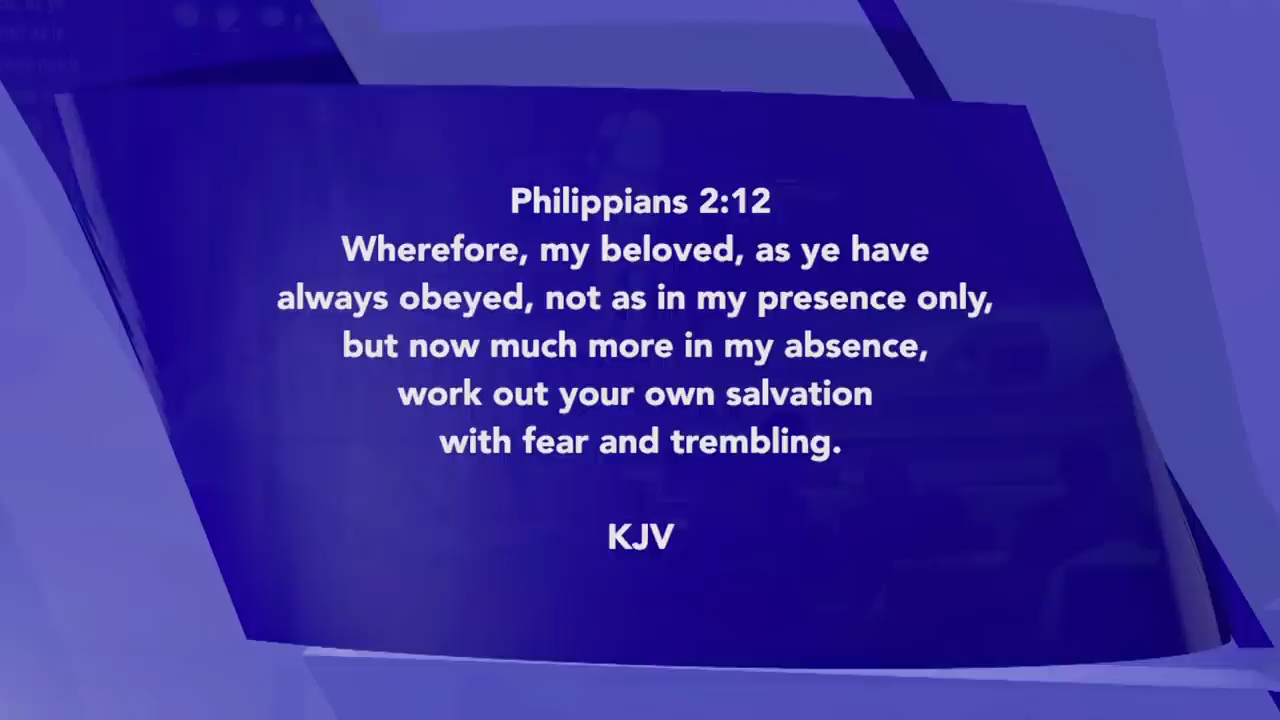 Philippians 2:12
Wherefore, my beloved, as ye have
always obeyed, not as in my presence only,
but now much more in my absence,
work out your own salvation
with fear and trembling.
KJV